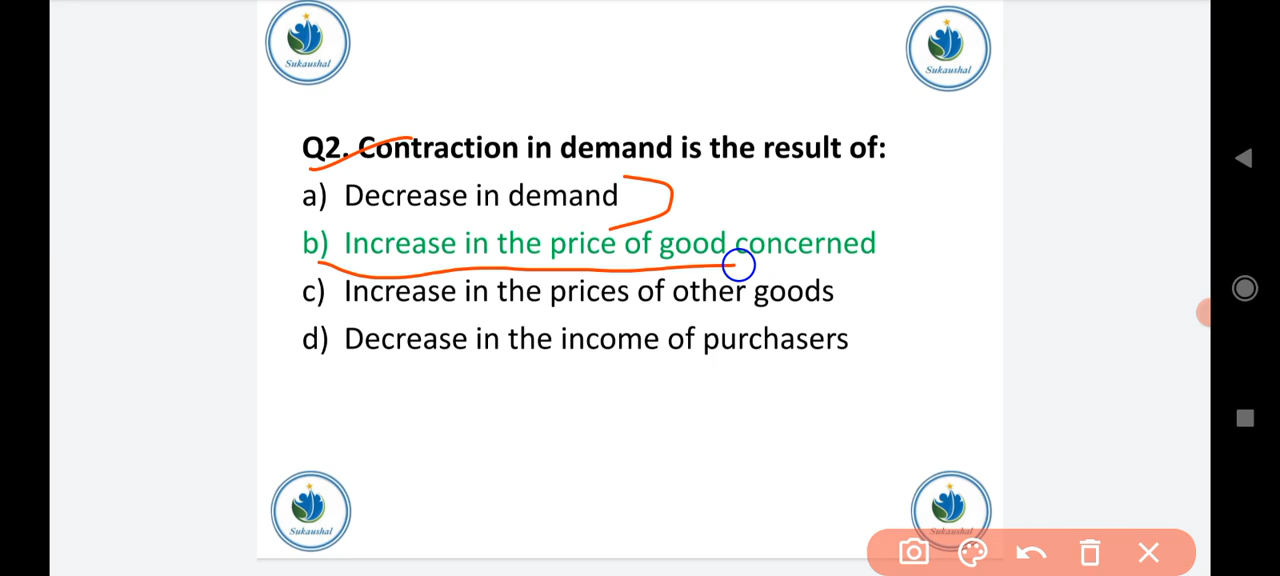 Sukaushal
Sukaushal
Q2. Contraction in demand is the result of:
a) Decrease in demand
b) Increase in the price of good concerned
c) Increase in the prices of other goods
d) Decrease in the income of purchasers
Sukaushal
Sukaushal